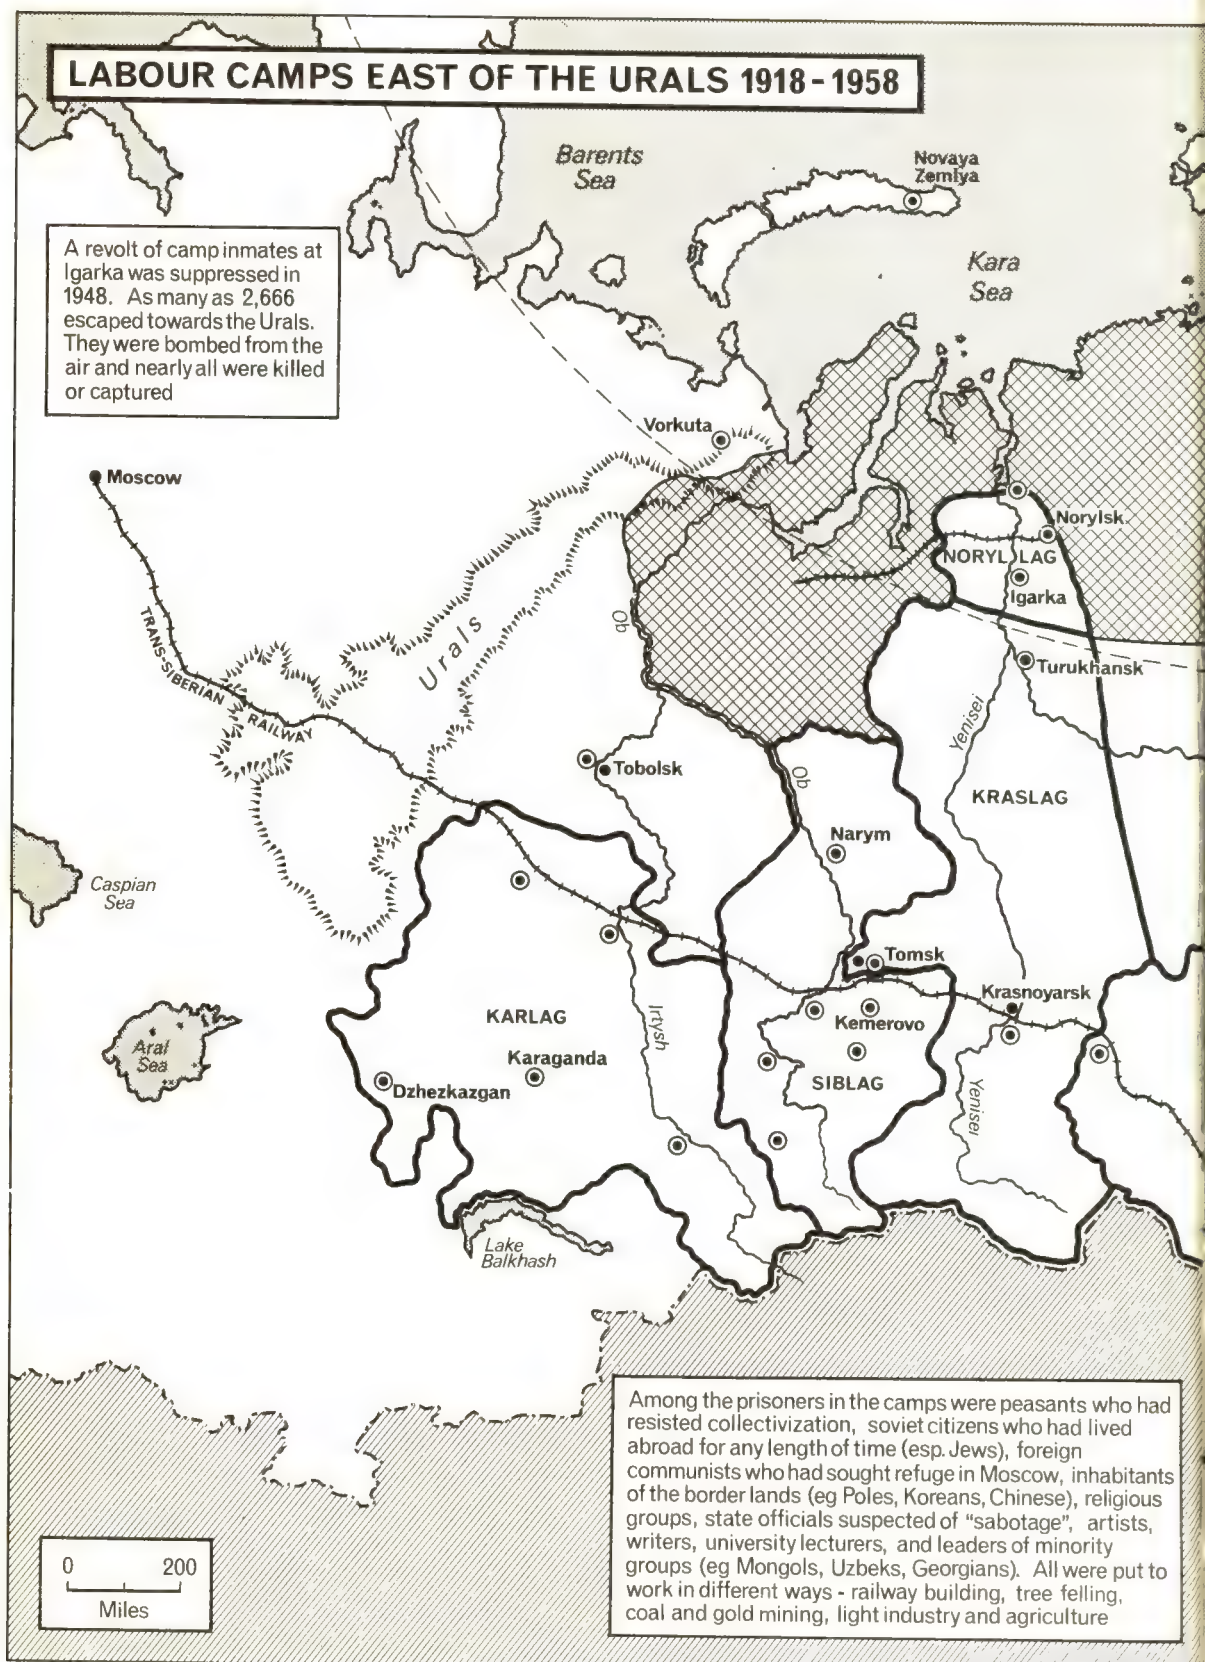 LABOUR CAMPS EAST OF THE URALS 1918-1958
Barents
Sea
Novaya
Zemlya
Kara
Sea
A revolt of camp inmates at
Igarka was suppressed in
1948. As many as 2,666
escaped towards the Urals.
They were bombed from the
air and nearly all were killed
or captured
Vorkuta
Moscow
Norylsk
NORYLLAG
Igarka
Ob
Urals
TRANS-SIBERIAN
RAILWAY
Turukhansk
Yenisei
Tobolsk
Ob
KRASLAG
Narym
Caspian
Sea
Tomsk
Krasnoyarsk
KARLAG
Irtysh
Kemerovo
Aral
Sea
Karaganda
Dzhezkazgan
SIBLAG
Yenisei
Lake
Balkhash
Among the prisoners in the camps were peasants who had
resisted collectivization, soviet citizens who had lived
abroad for any length of time (esp. Jews), foreign
communists who had sought refuge in Moscow, inhabitants
of the border lands (eg Poles, Koreans, Chinese), religious
groups, state officials suspected of "sabotage", artists,
writers, university lecturers, and leaders of minority
groups (eg Mongols, Uzbeks, Georgians). All were put to
work in different ways - railway building, tree felling,
coal and gold mining, light industry and agriculture
0 200
Miles